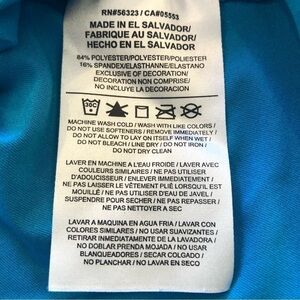 RN#56323 / CA#05553
MADE IN EL SALVADOR/
FABRIQUE AU SALVADOR/
HECHO EN EL SALVADOR
84% POLYESTER/POLYESTER/POLIESTER
16% SPANDEX/ELASTHANNE/ELASTANO
EXCLUSIVE OF DECORATION/
DECORATION NON COMPRISE/
NO INCLUYE LA DECORACION
30C
MACHINE WASH COLD / WASH WITH LIKE COLORS /
DO NOT USE SOFTENERS / REMOVE IMMEDIATELY /
DO NOT ALLOW TO LAY ON ITSELF WHEN WET /
DO NOT BLEACH / LINE DRY / DO NOT IRON /
DO NOT DRY CLEAN
LAVER EN MACHINE A L'EAU FROIDE / LAVER AVEC
COULEURS SIMILAIRES / NE PAS UTILISER
D'ADOUCISSEUR / ENLEVER IMMEDIATEMENT /
NE PAS LAISSER LE VÊTEMENT PLIÉ LORSQU'IL EST
MOUILLÉ / NE PAS UTILISER D'EAU DE JAVEL /
SUSPENDRE POUR SECHER / NE PAS REPASSER /
NE PAS NETTOYER A SEC
LAVAR A MAQUINA EN AGUA FRIA / LAVAR CON
COLORES SIMILARES / NO USAR SUAVIZANTES /
RETIRAR INMEDIATAMENTE DE LA LAVADORA /
NO DOBLAR PRENDA MOJADA / NO USAR
BLANQUEADORES / SECAR COLGADO /
NO PLANCHAR / NO LAVAR EN SECO